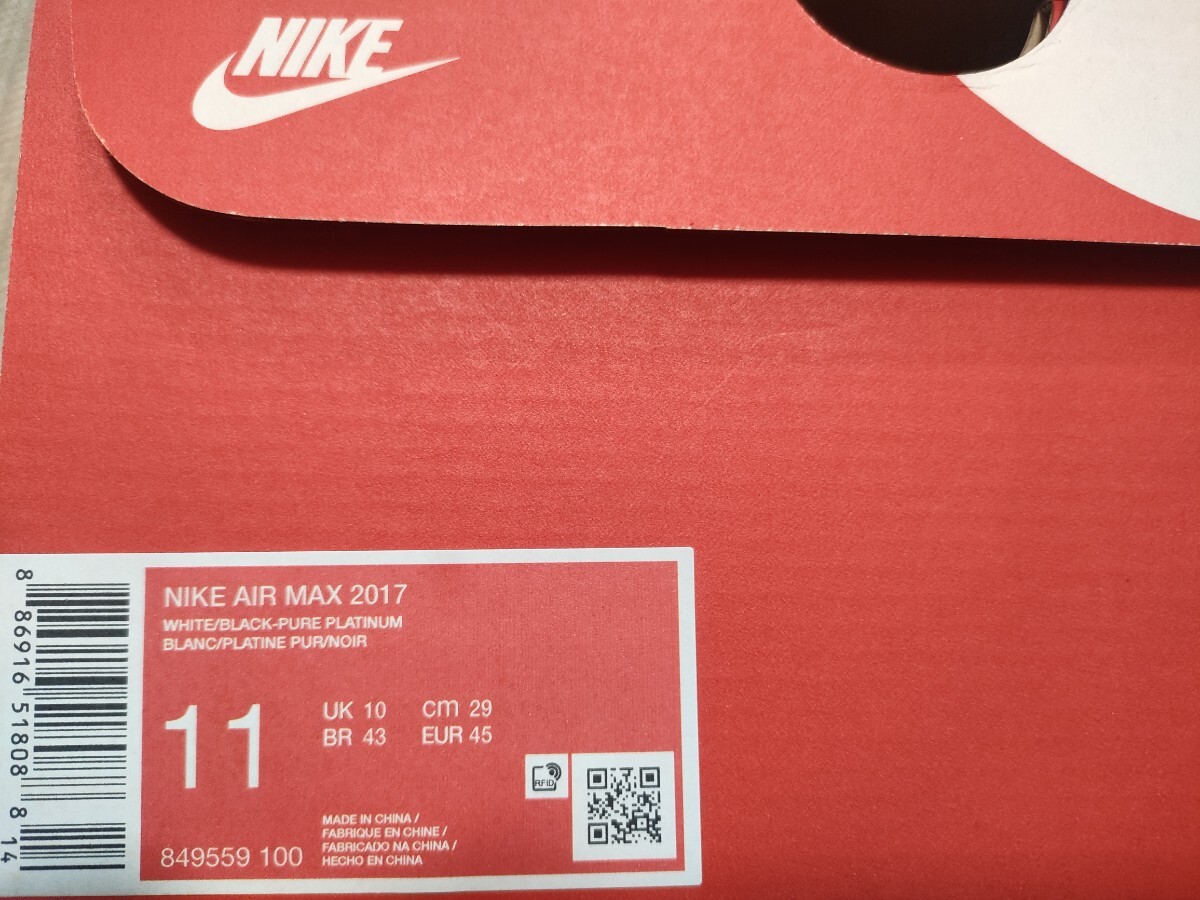 NIKE
NIKE AIR MAX 2017
WHITE/BLACK-PURE PLATINUM
BLANC/PLATINE PUR/NOIR
11
UK 10 cm 29
BR 43 EUR 45
RFID
849559 100
MADE IN CHINA /
FABRIQUE EN CHINE /
FABRICADO NA CHINA /
HECHO EN CHINA
8 86916 51808 8 14